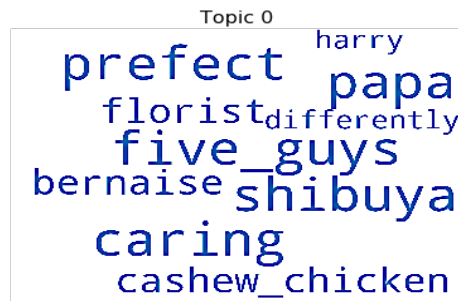 Topic 0
harry
prefect
papa
florist
differently
five_guys
bernaise
shibuya
caring
cashew_chicken